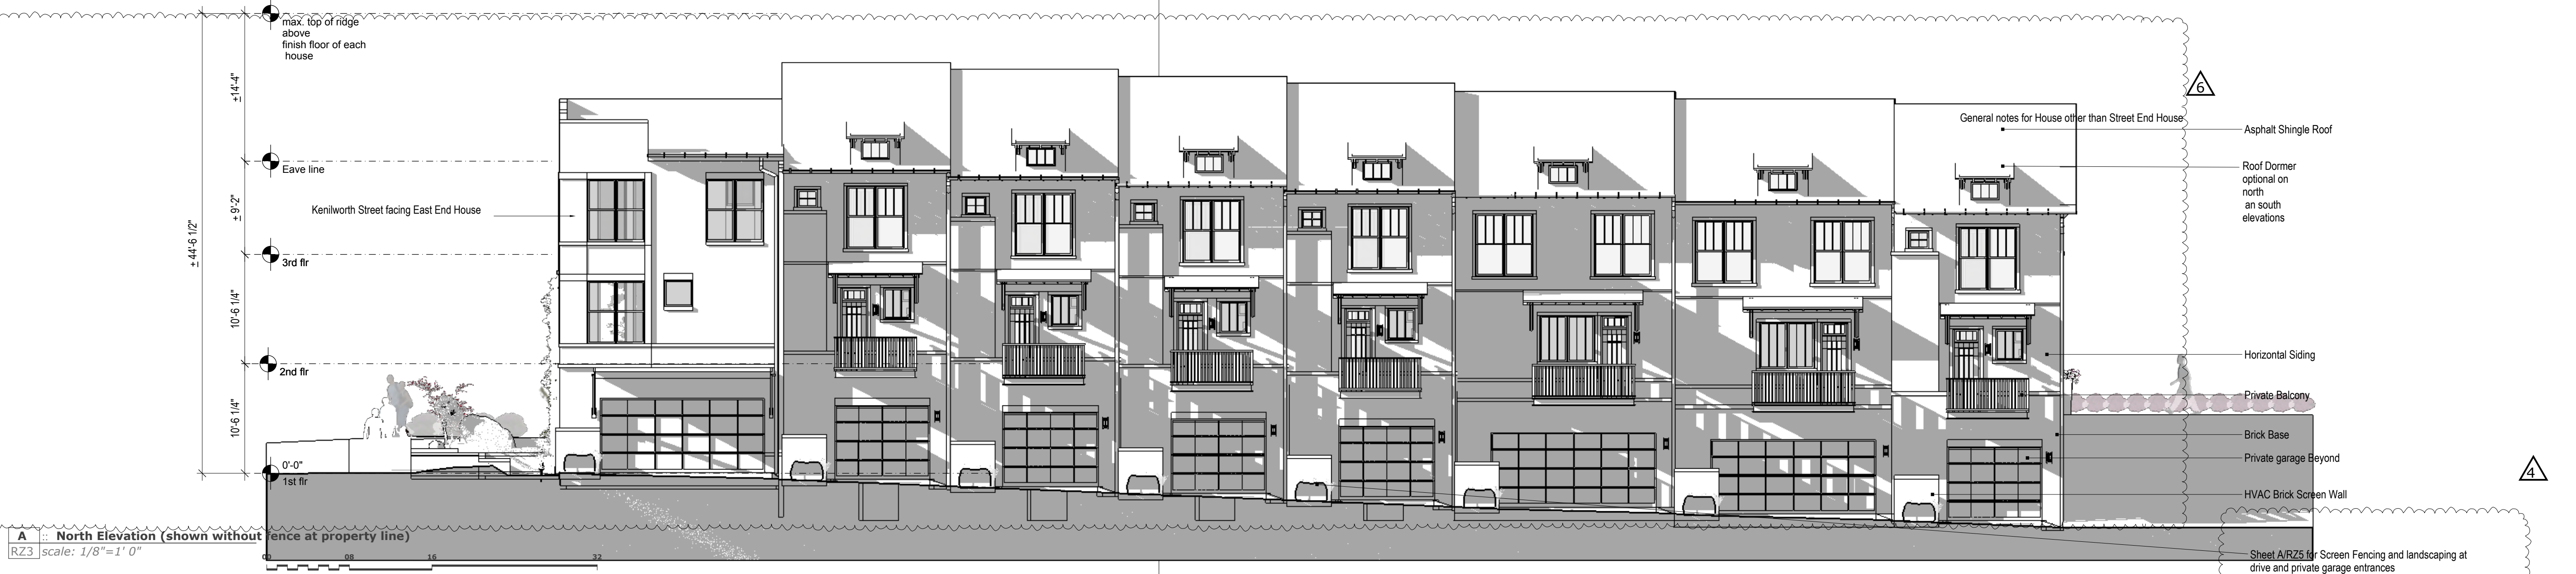 max. top of ridge
above
finish floor of each
house
±14'-4"
Eave line
± 9'-2"
Kenilworth Street facing East End House
± 44'-6 1/2"
3rd flr
10'-6 1/4"
2nd flr
10'-6 1/4"
0'-0"
1st flr
6
General notes for House other than Street End House
Asphalt Shingle Roof
Roof Dormer
optional on
north
an south
elevations
Horizontal Siding
Private Balcony
Brick Base
Private garage Beyond
4
HVAC Brick Screen Wall
Sheet A/RZ5 for Screen Fencing and landscaping at
drive and private garage entrances
A :: North Elevation (shown without fence at property line)
RZ3 scale: 1/8"=1' 0"
00 08 16 32